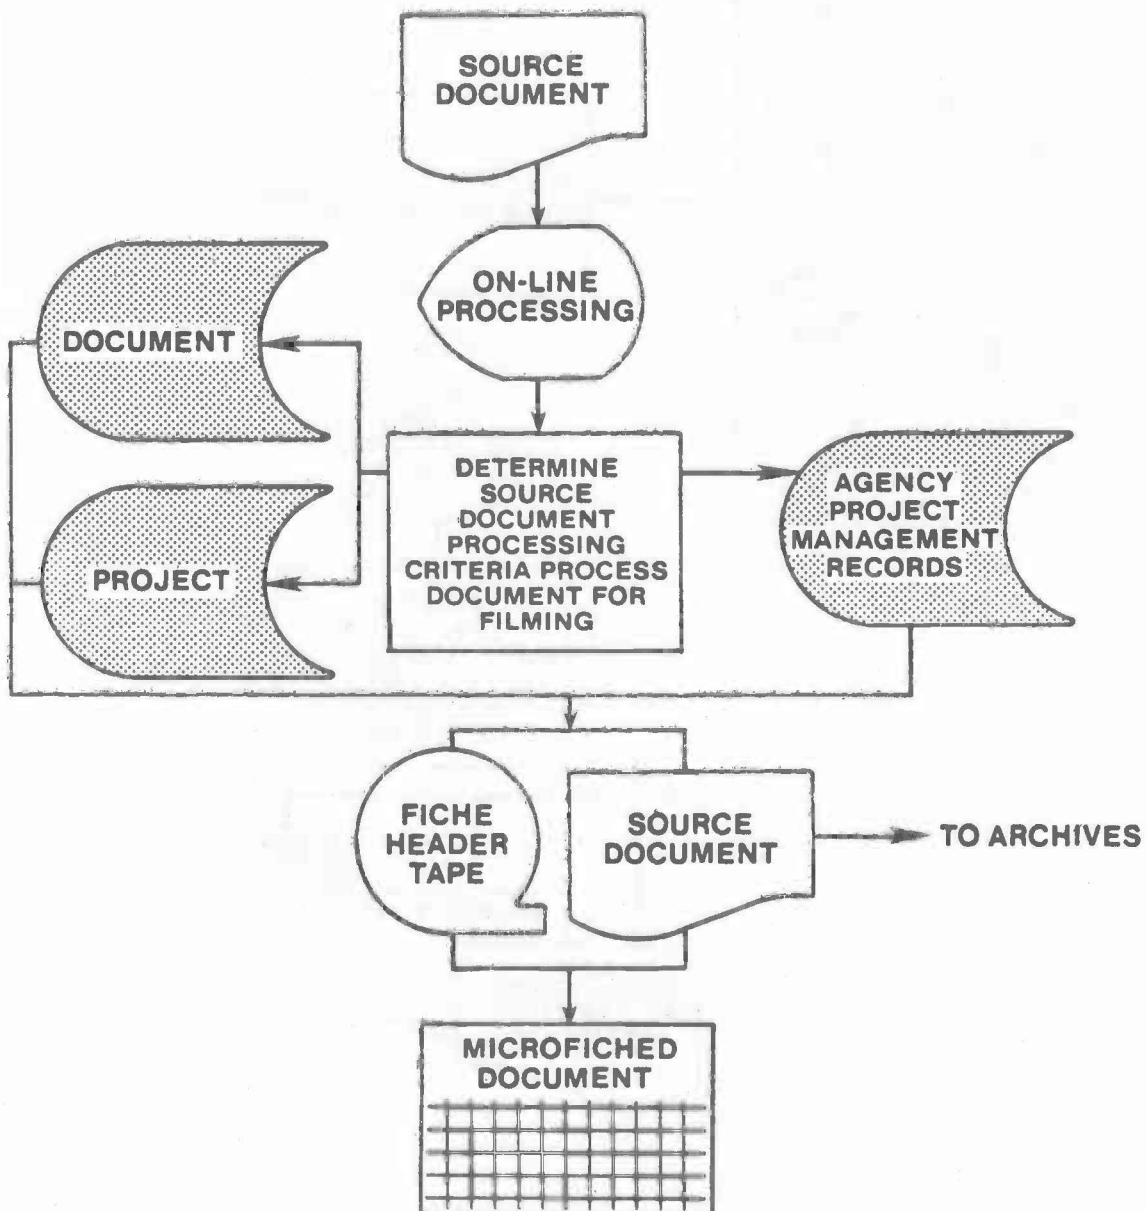 SOURCE
DOCUMENT
ON-LINE
PROCESSING
DOCUMENT
PROJECT
DETERMINE
SOURCE
DOCUMENT
PROCESSING
CRITERIA PROCESS
DOCUMENT FOR
FILMING
AGENCY
PROJECT
MANAGEMENT
RECORDS
FICHE
HEADER
TAPE
SOURCE
DOCUMENT
TO ARCHIVES
MICROFICHED
DOCUMENT